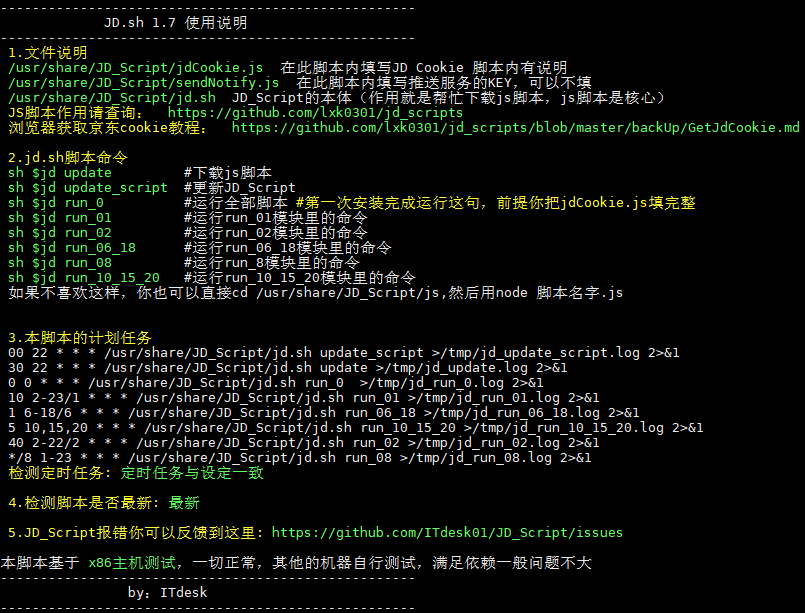 ----------------------------------------------------
JD.sh 1.7 使用说明
----------------------------------------------------
1.文件说明
/usr/share/JD_Script/jdCookie.js 在此脚本内填写JD Cookie 脚本内有说明
/usr/share/JD_Script/sendNotify.js 在此脚本内填写推送服务的KEY，可以不填
/usr/share/JD_Script/jd.sh JD_Script的本体（作用就是帮忙下载js脚本，js脚本是核心）
JS脚本作用请查询： https://github.com/lxk0301/jd_scripts
浏览器获取京东cookie教程： https://github.com/lxk0301/jd_scripts/blob/master/backUp/GetJdCookie.md

2.jd.sh脚本命令
sh $jd update #下载js脚本
sh $jd update_script #更新JD_Script
sh $jd run_0 #运行全部脚本 #第一次安装完成运行这句，前提你把jdCookie.js填完整
sh $jd run_01 #运行run_01模块里的命令
sh $jd run_02 #运行run_02模块里的命令
sh $jd run_06_18 #运行run_06_18模块里的命令
sh $jd run_08 #运行run_8模块里的命令
sh $jd run_10_15_20 #运行run_10_15_20模块里的命令
如果不喜欢这样，你也可以直接cd /usr/share/JD_Script/js,然后用node 脚本名字.js

3.本脚本的计划任务
00 22 * * * /usr/share/JD_Script/jd.sh update_script >/tmp/jd_update_script.log 2>&1
30 22 * * * /usr/share/JD_Script/jd.sh update >/tmp/jd_update.log 2>&1
0 0 * * * /usr/share/JD_Script/jd.sh run_0 >/tmp/jd_run_0.log 2>&1
10 2-23/1 * * * /usr/share/JD_Script/jd.sh run_01 >/tmp/jd_run_01.log 2>&1
1 6-18/6 * * * /usr/share/JD_Script/jd.sh run_06_18 >/tmp/jd_run_06_18.log 2>&1
5 10,15,20 * * * /usr/share/JD_Script/jd.sh run_10_15_20 >/tmp/jd_run_10_15_20.log 2>&1
40 2-22/2 * * * /usr/share/JD_Script/jd.sh run_02 >/tmp/jd_run_02.log 2>&1
*/8 1-23 * * * /usr/share/JD_Script/jd.sh run_08 >/tmp/jd_run_08.log 2>&1
检测定时任务: 定时任务与设定一致

4.检测脚本是否最新: 最新

5.JD_Script报错你可以反馈到这里: https://github.com/ITdesk01/JD_Script/issues

本脚本基于 x86主机测试，一切正常，其他的机器自行测试，满足依赖一般问题不大
----------------------------------------------------
by：ITdesk
----------------------------------------------------